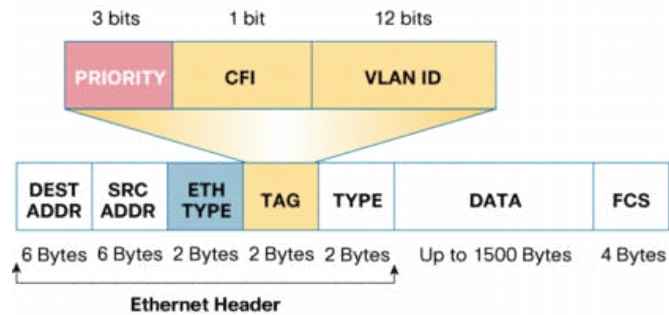 3 bits 1 bit 12 bits
PRIORITY CFI VLAN ID
DEST ADDR SRC ADDR ETH TYPE TAG TYPE DATA FCS
6 Bytes 6 Bytes 2 Bytes 2 Bytes 2 Bytes Up to 1500 Bytes 4 Bytes
Ethernet Header